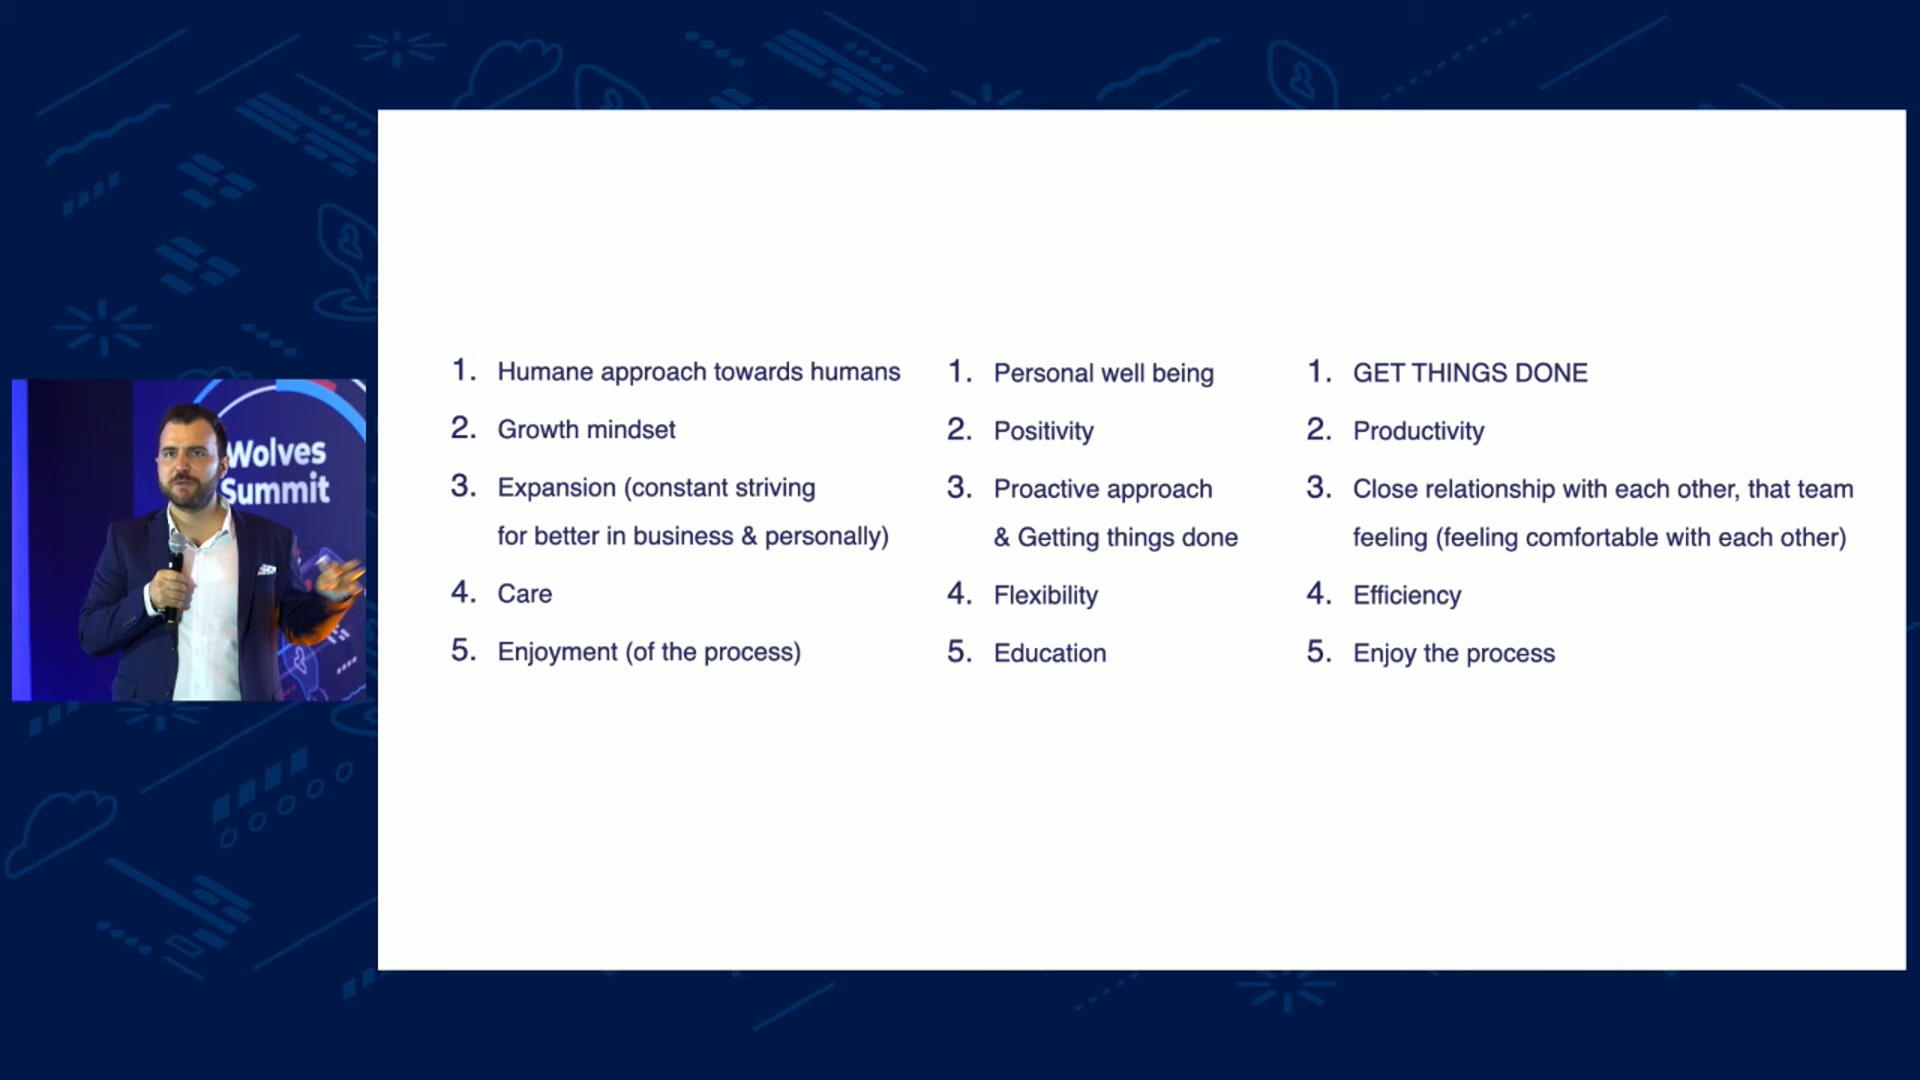 Wolves
Summit
1. Humane approach towards humans
2. Growth mindset
3. Expansion (constant striving
for better in business & personally)
4. Care
5. Enjoyment (of the process)
1. Personal well being
2. Positivity
3. Proactive approach
& Getting things done
4. Flexibility
5. Education
1. GET THINGS DONE
2. Productivity
3. Close relationship with each other, that team
feeling (feeling comfortable with each other)
4. Efficiency
5. Enjoy the process